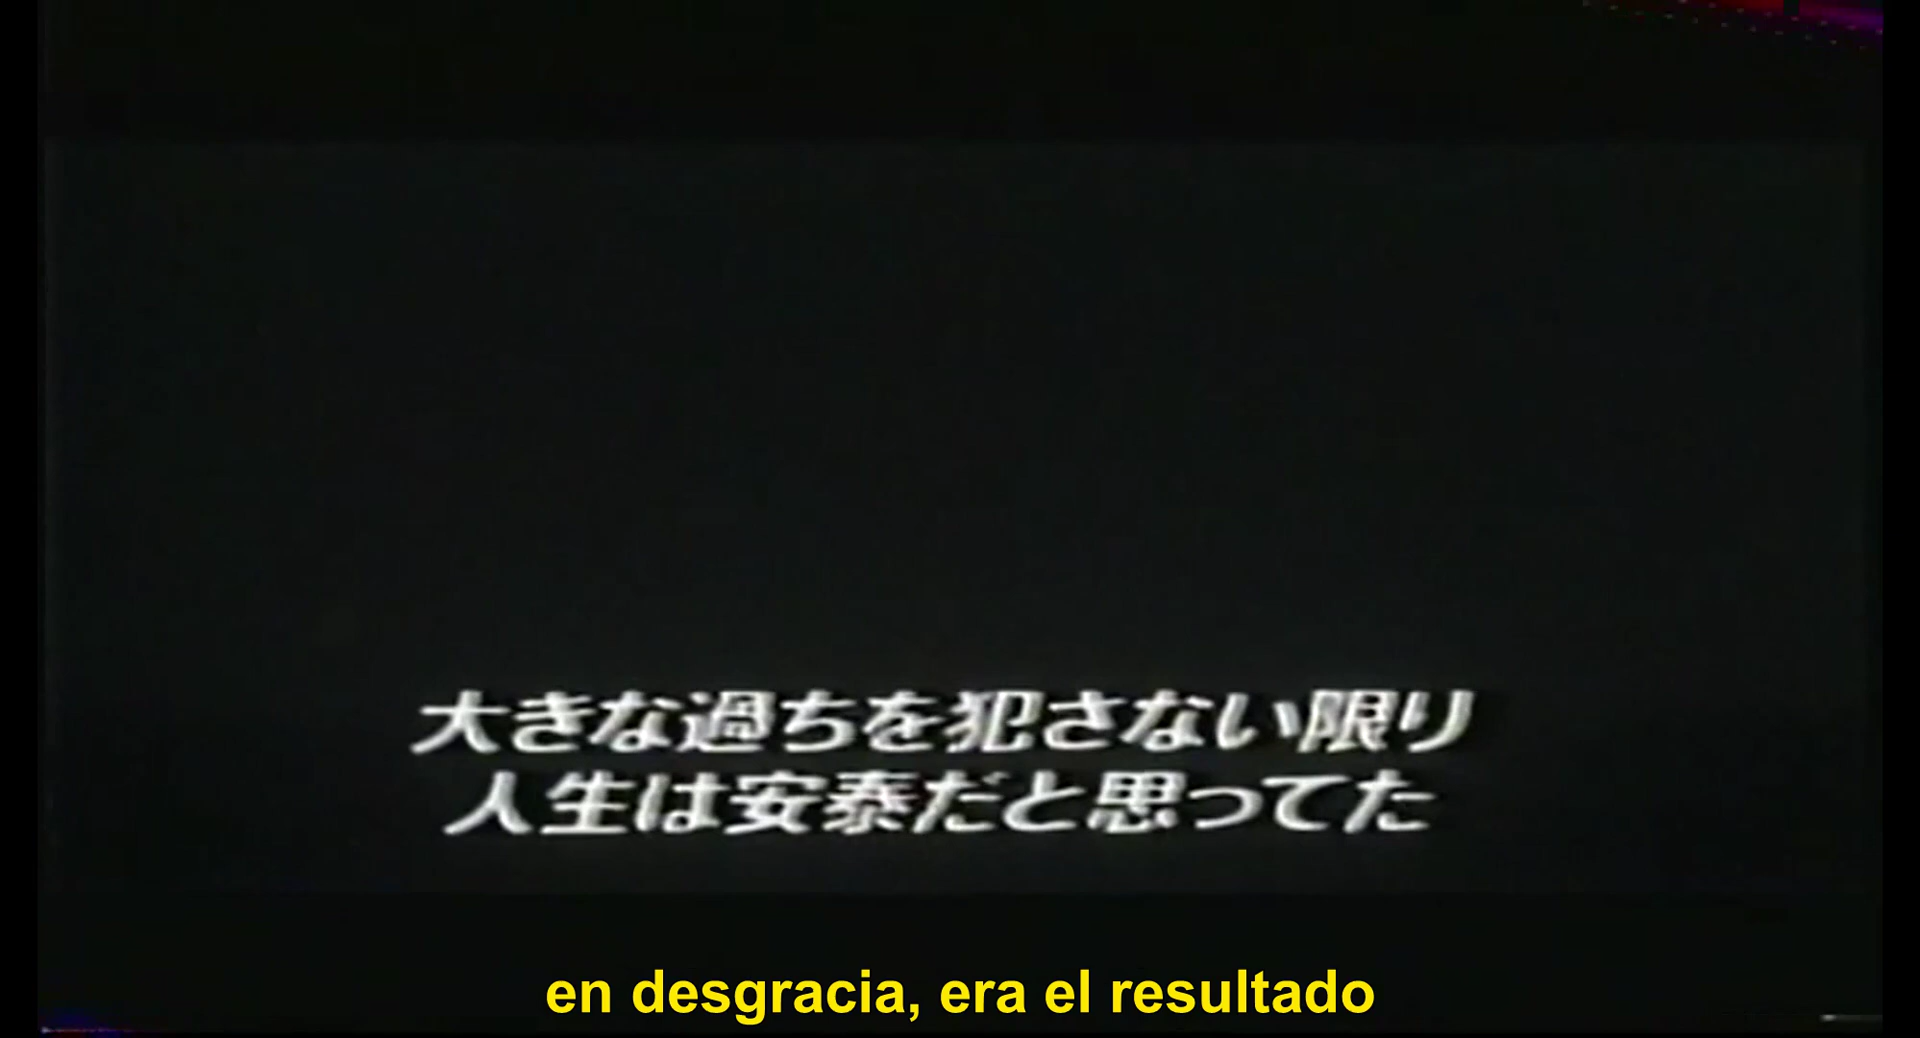 大きな過ちを犯さない限り
人生は安泰だと思ってた
en desgracia, era el resultado